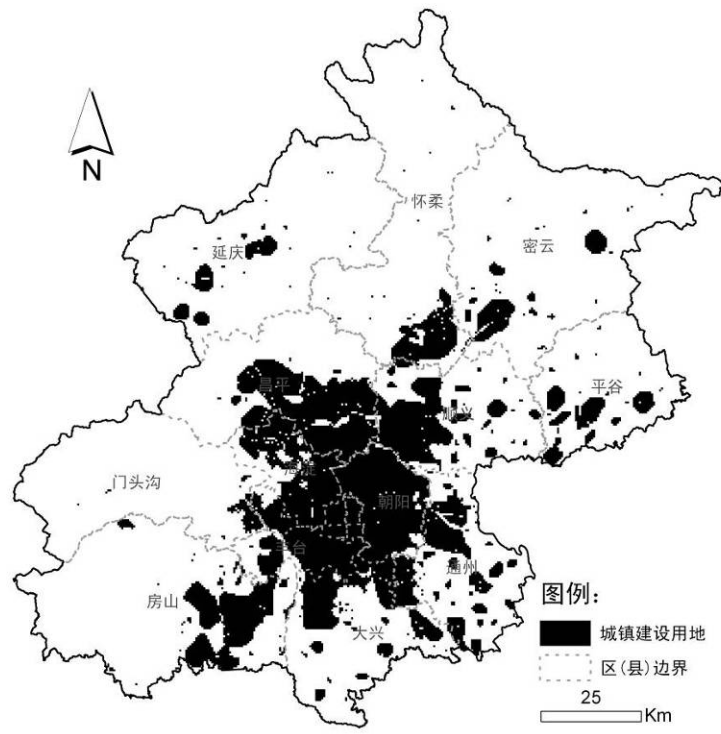 N
怀柔
延庆
密云
昌平
平谷
顺义
海淀
门头沟
朝阳
丰台
通州
房山
大兴
图例：
城镇建设用地
区(县)边界
25
Km